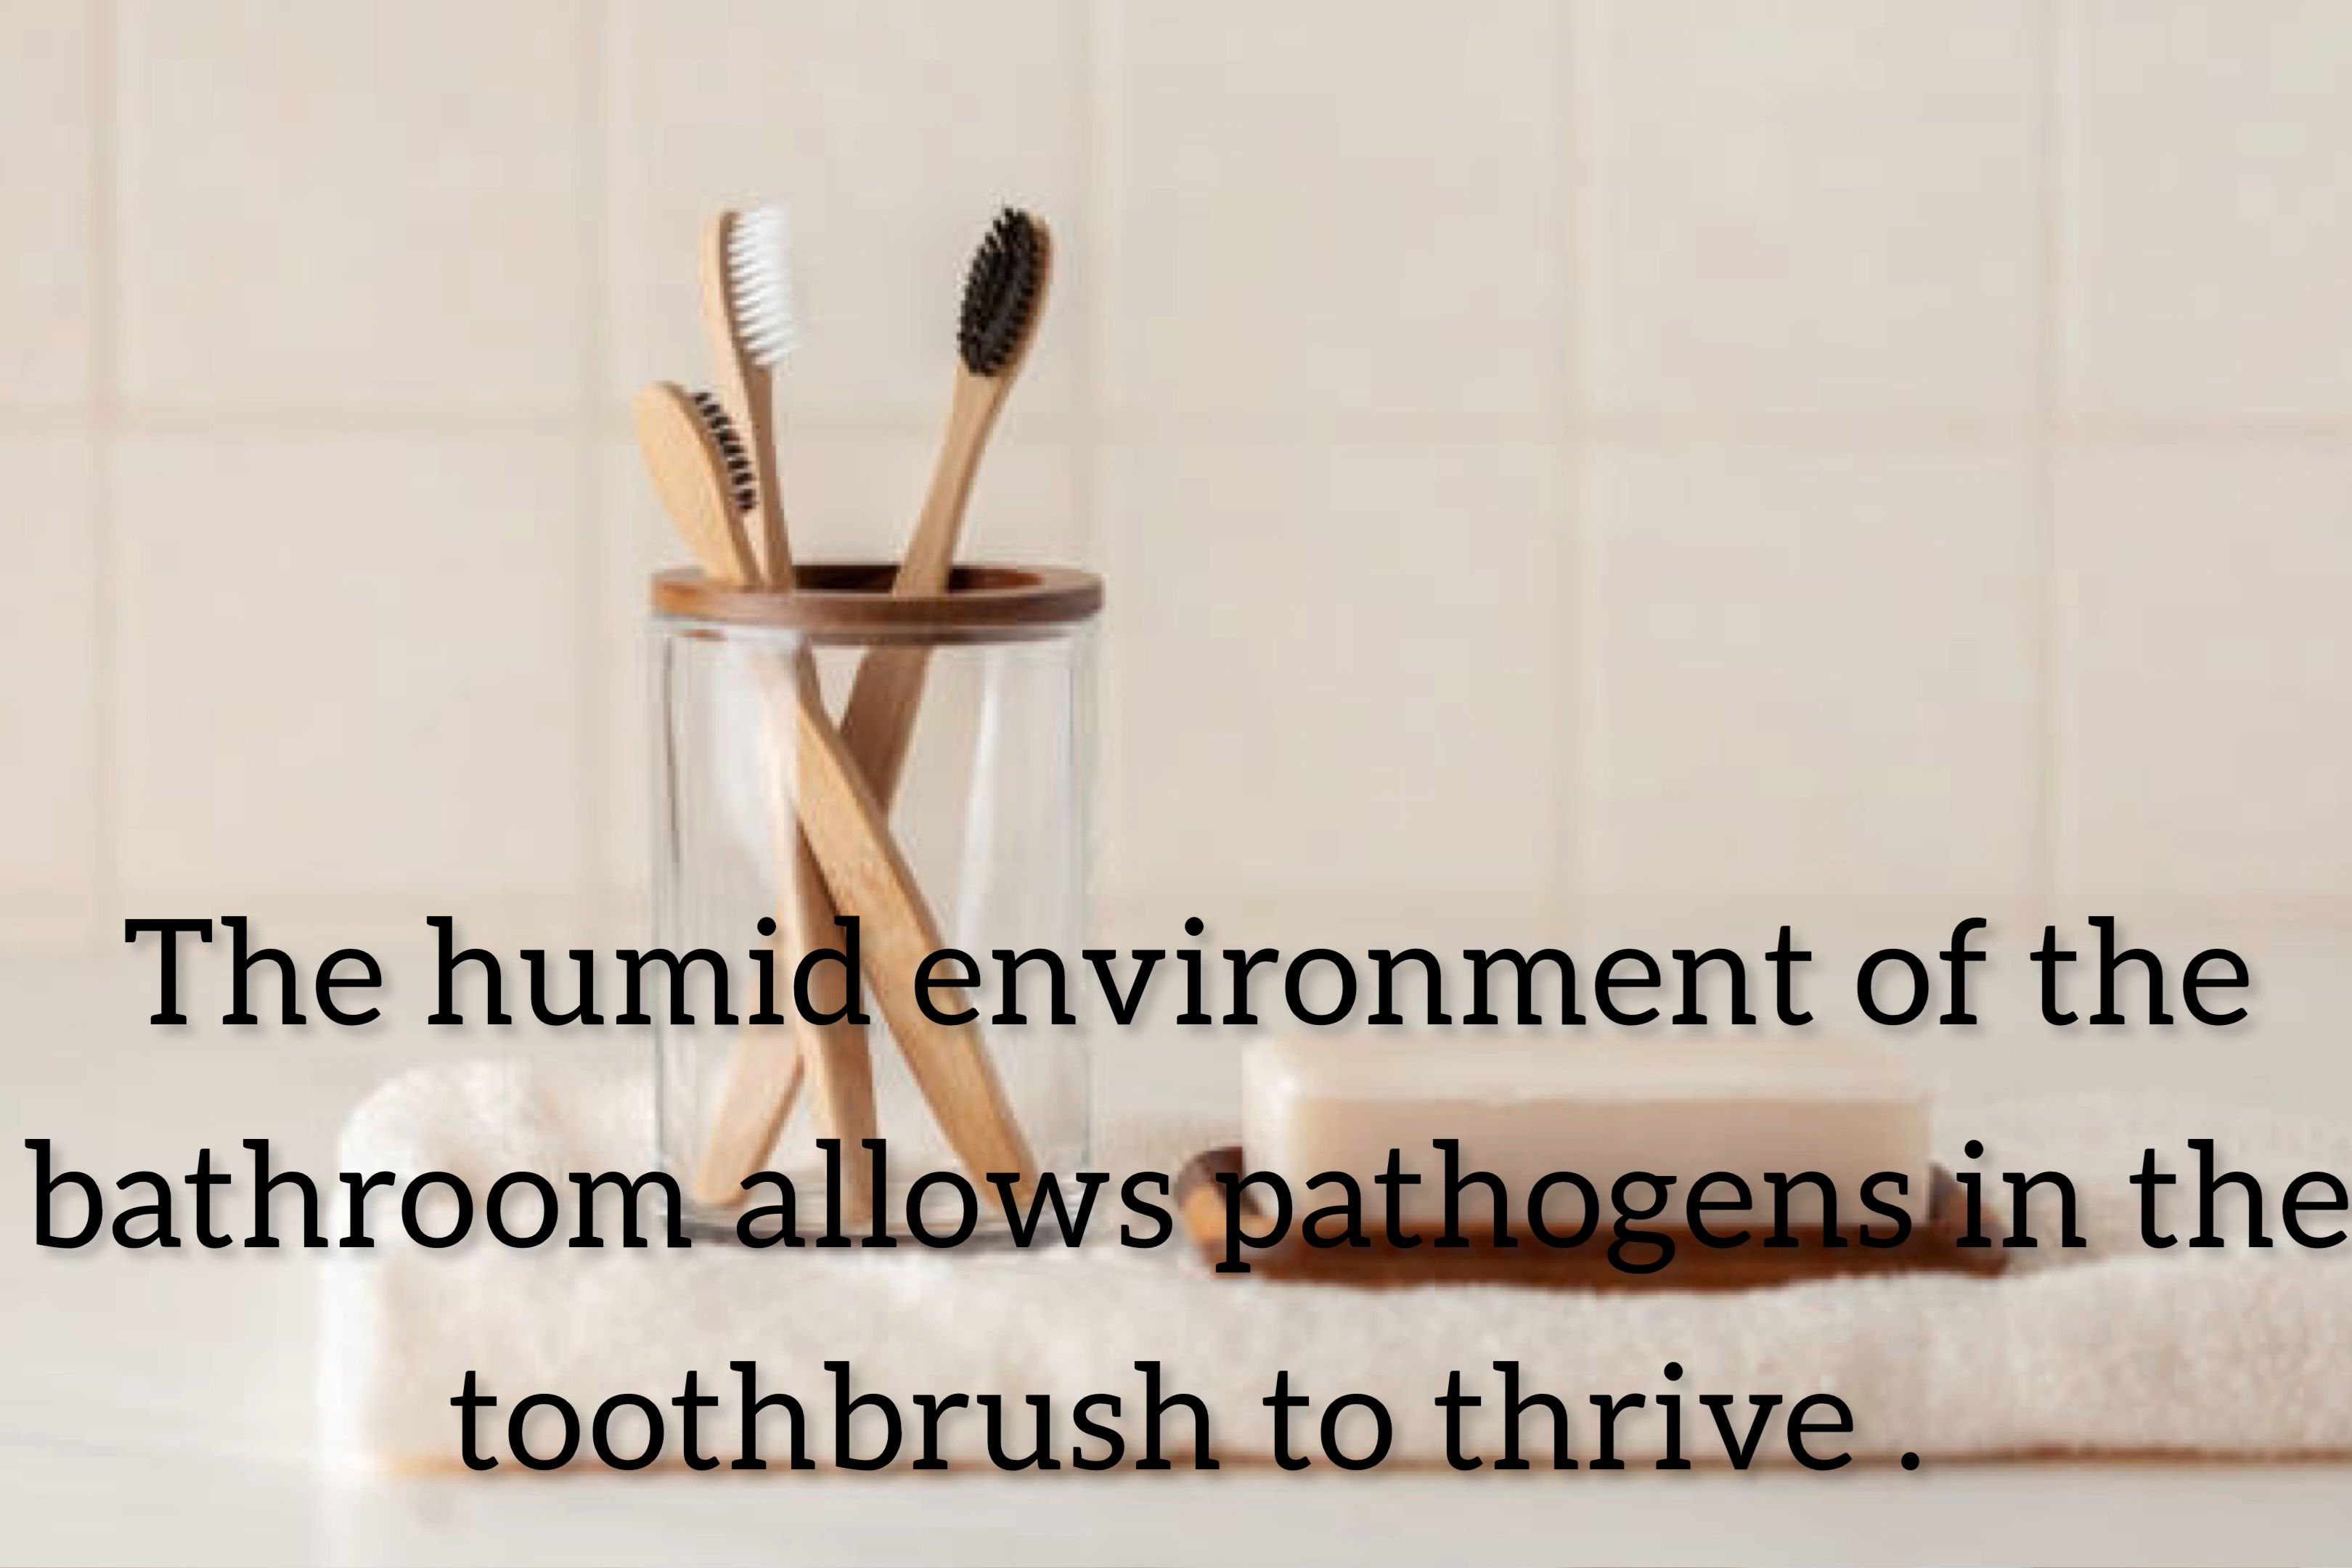 The humid environment of the
bathroom allows pathogens in the
toothbrush to thrive .